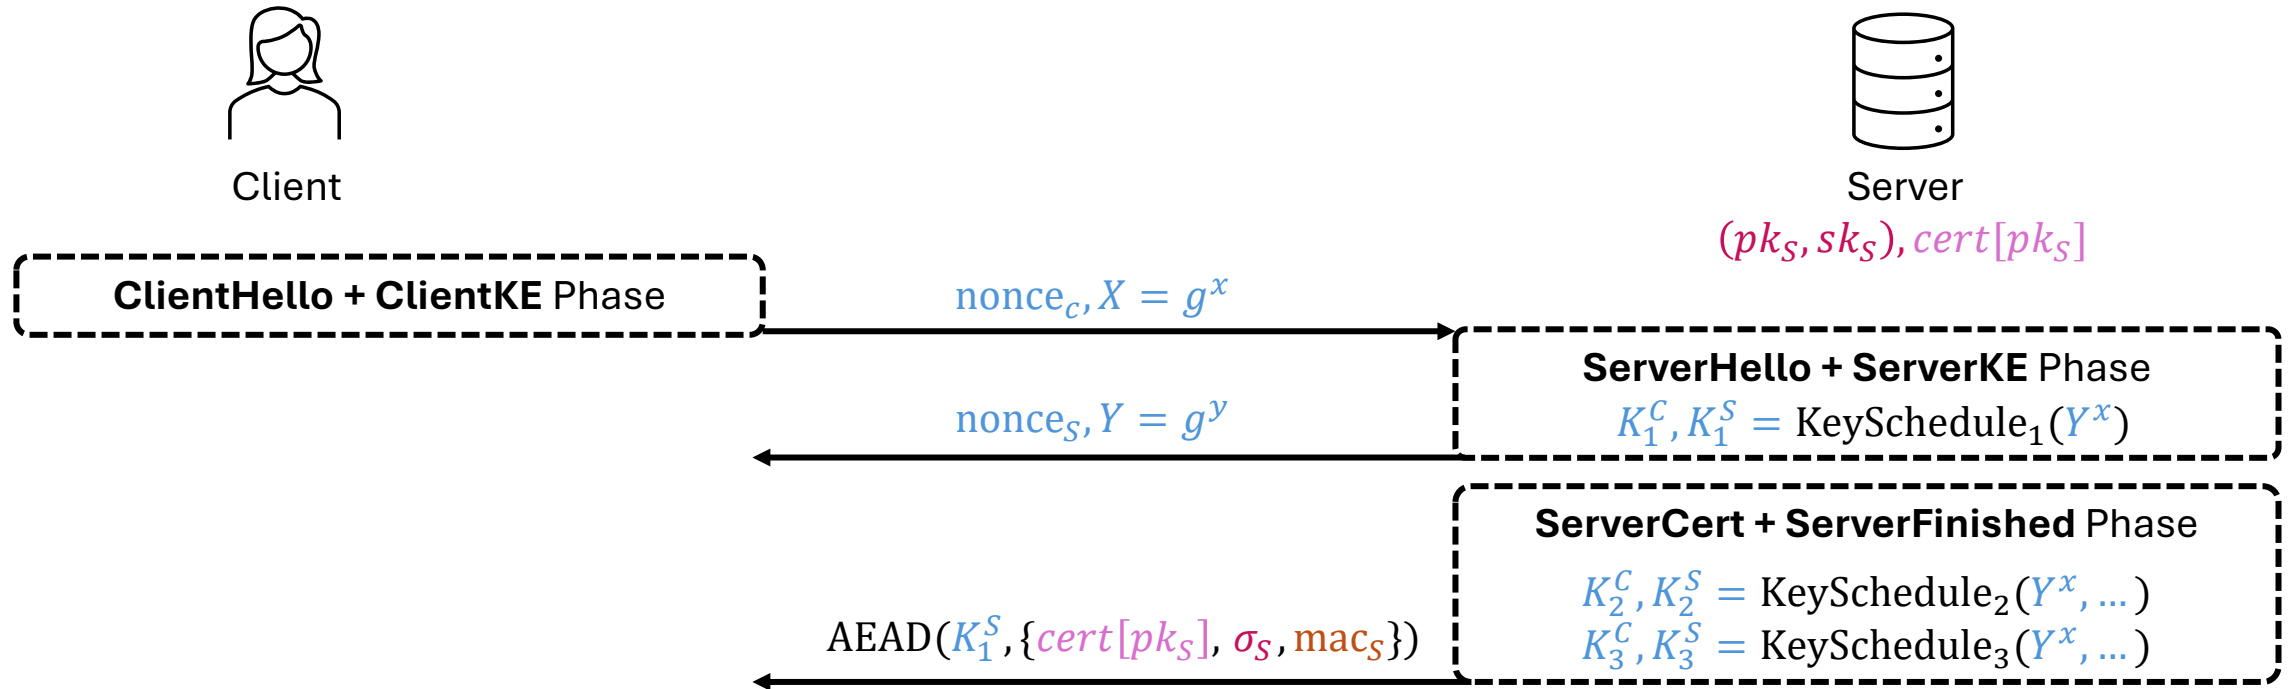 Client
Server
(pk_S, sk_S), cert[pk_S]
ClientHello + ClientKE Phase
nonce_c, X = g^x
ServerHello + ServerKE Phase
K_1^C, K_1^S = KeySchedule_1(Y^x)
nonce_S, Y = g^y
ServerCert + ServerFinished Phase
K_2^C, K_2^S = KeySchedule_2(Y^x, …)
K_3^C, K_3^S = KeySchedule_3(Y^x, …)
AEAD(K_1^S, {cert[pk_S], σ_S, mac_S})